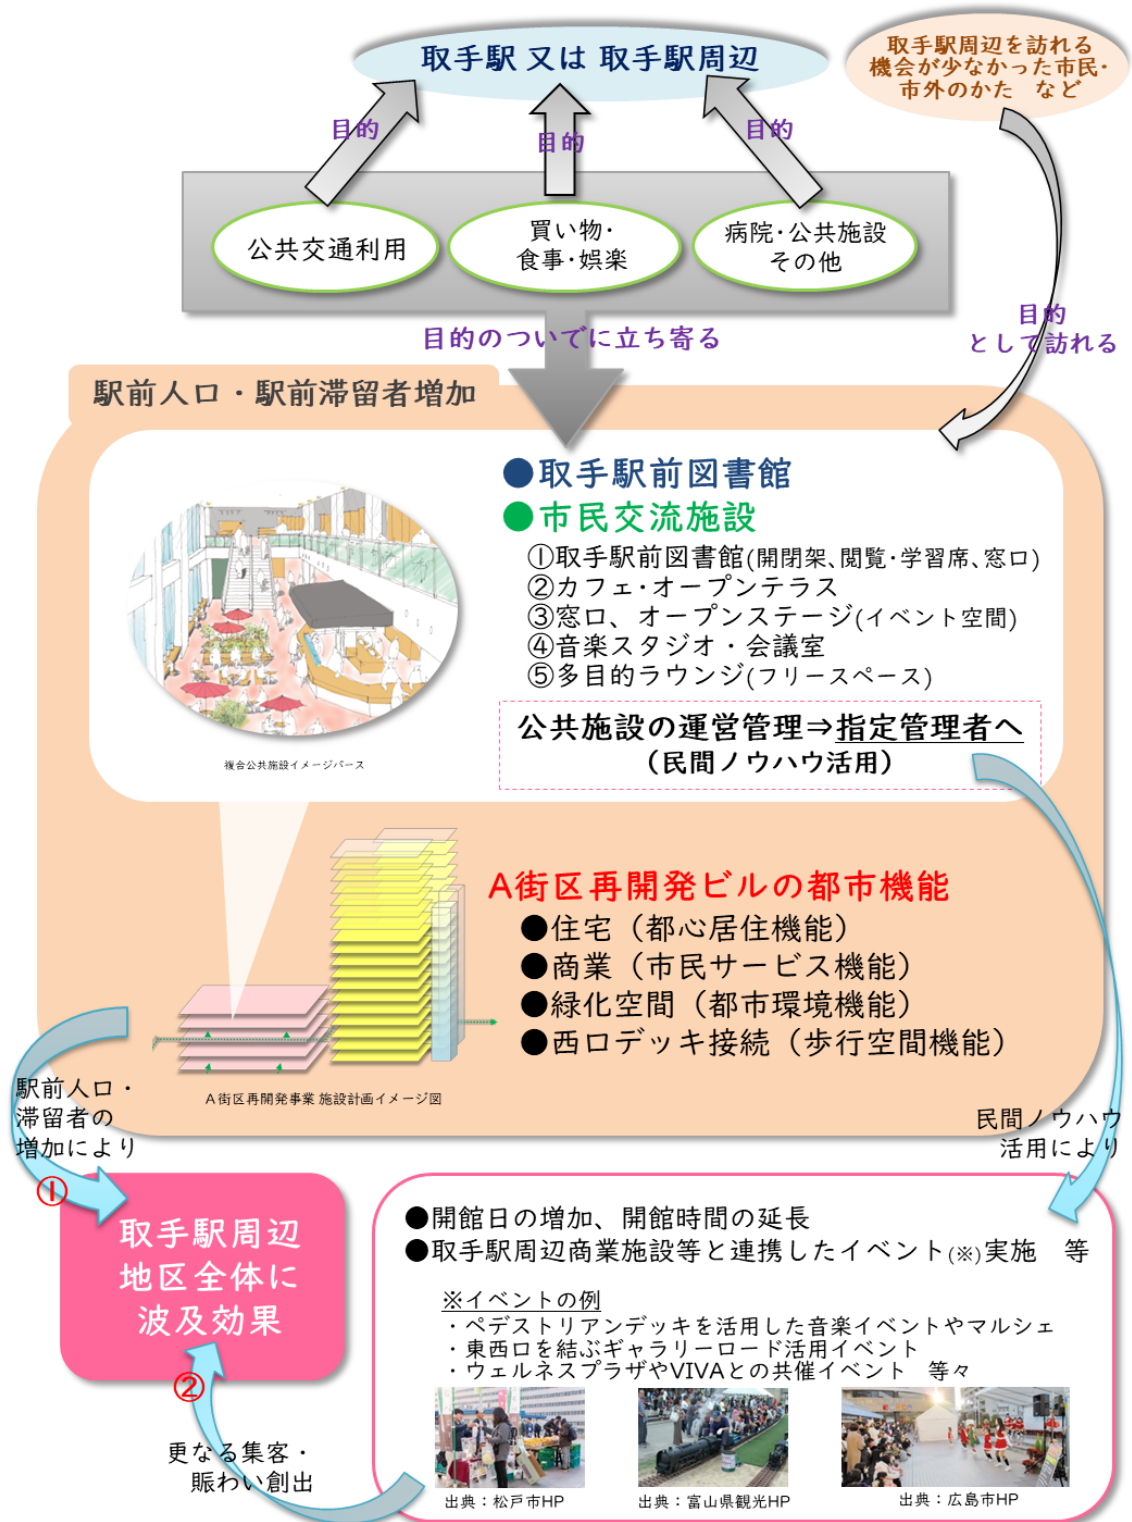 取手駅 又は 取手駅周辺
取手駅周辺を訪れる
機会が少なかった市民・
市外のかた など
目的
目的
目的
公共交通利用
買い物・
食事・娯楽
病院・公共施設
その他
目的のついでに立ち寄る
目的
として訪れる
駅前人口・駅前滞留者増加
●取手駅前図書館
●市民交流施設
①取手駅前図書館(開閉架、閲覧・学習席、窓口)
②カフェ・オープンテラス
③窓口、オープンステージ(イベント空間)
④音楽スタジオ・会議室
⑤多目的ラウンジ(フリースペース)
公共施設の運営管理⇒指定管理者へ
(民間ノウハウ活用)
複合公共施設イメージパース
A街区再開発ビルの都市機能
●住宅（都心居住機能）
●商業（市民サービス機能）
●緑化空間（都市環境機能）
●西口デッキ接続（歩行空間機能）
A街区再開発事業 施設計画イメージ図
駅前人口・
滞留者の
増加により
民間ノウハウ
活用により
①
取手駅周辺
地区全体に
波及効果
②
更なる集客・
賑わい創出
●開館日の増加、開館時間の延長
●取手駅周辺商業施設等と連携したイベント(※)実施 等
※イベントの例
・ペデストリアンデッキを活用した音楽イベントやマルシェ
・東西口を結ぶギャラリーロード活用イベント
・ウェルネスプラザやVIVAとの共催イベント 等々
出典：松戸市HP
出典：富山県観光HP
出典：広島市HP